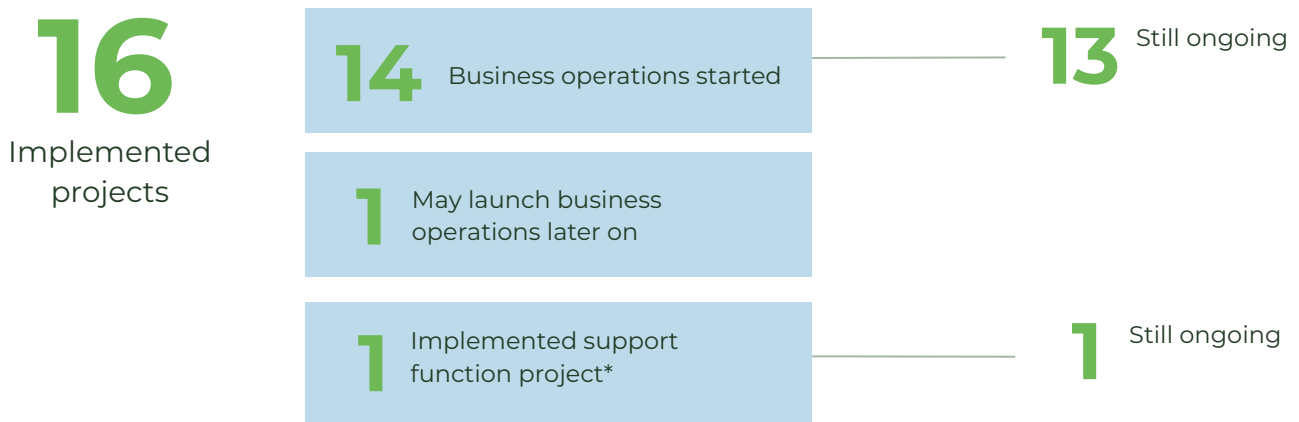 16
Implemented
projects
14
Business operations started
13
Still ongoing
1
May launch business
operations later on
1
Implemented support
function project*
1
Still ongoing